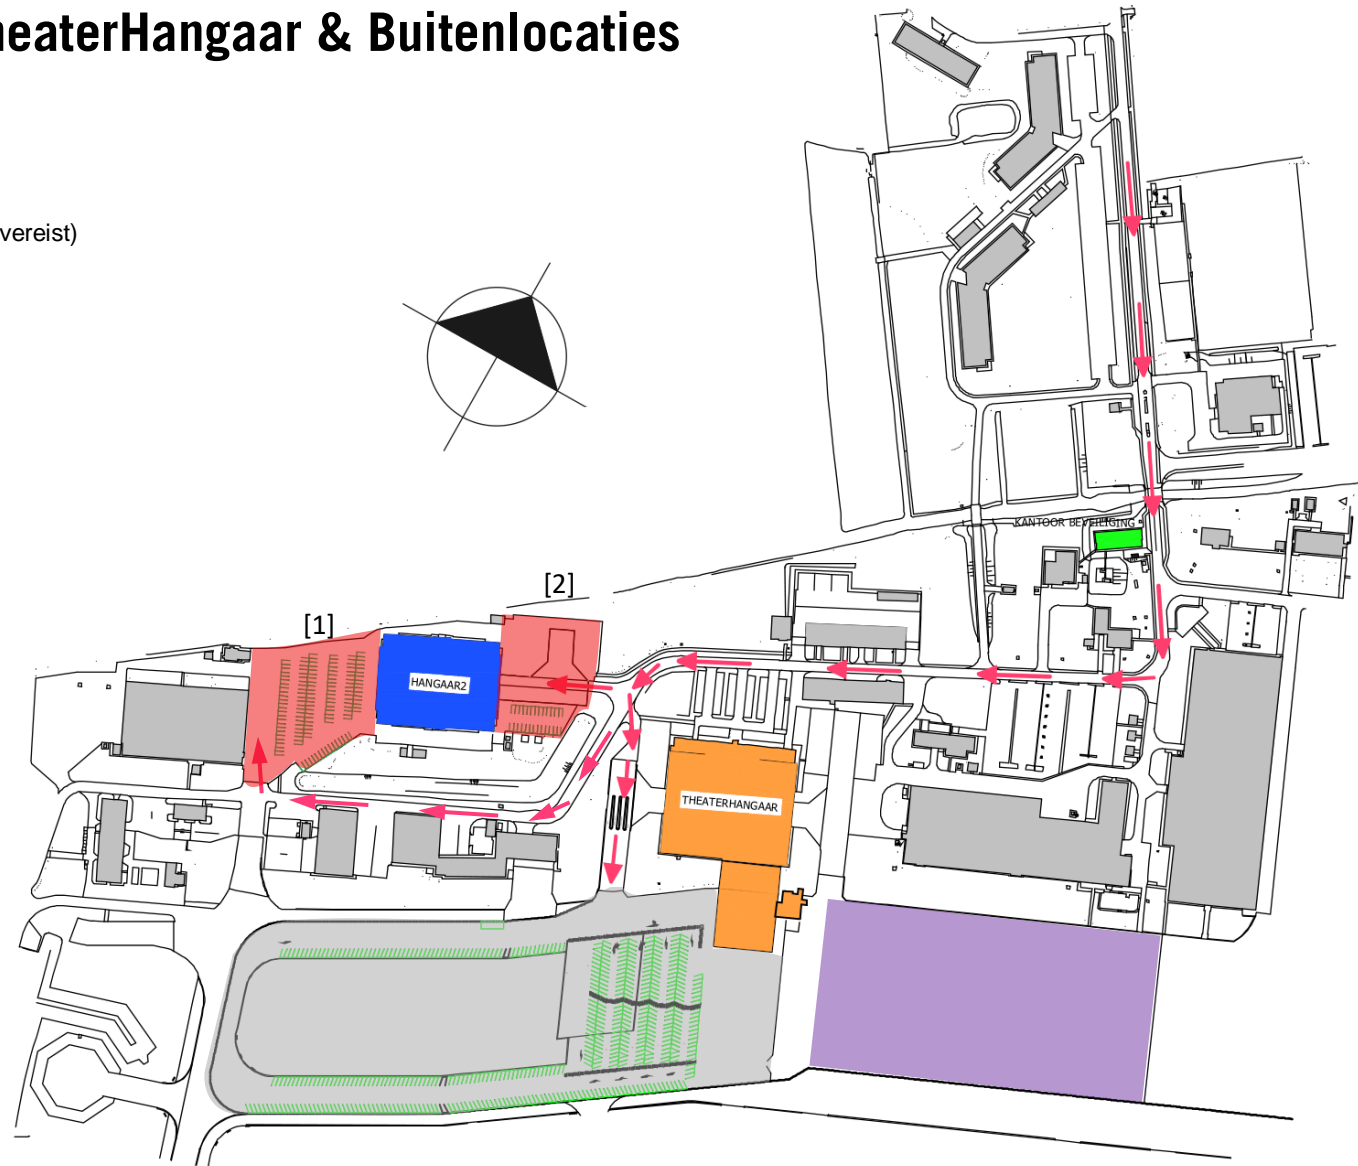 heaterHangaar & Buitenlocaties
vereist)
KANTOOR BEVEILIGING
[2]
[1]
HANGAAR2
THEATERHANGAAR